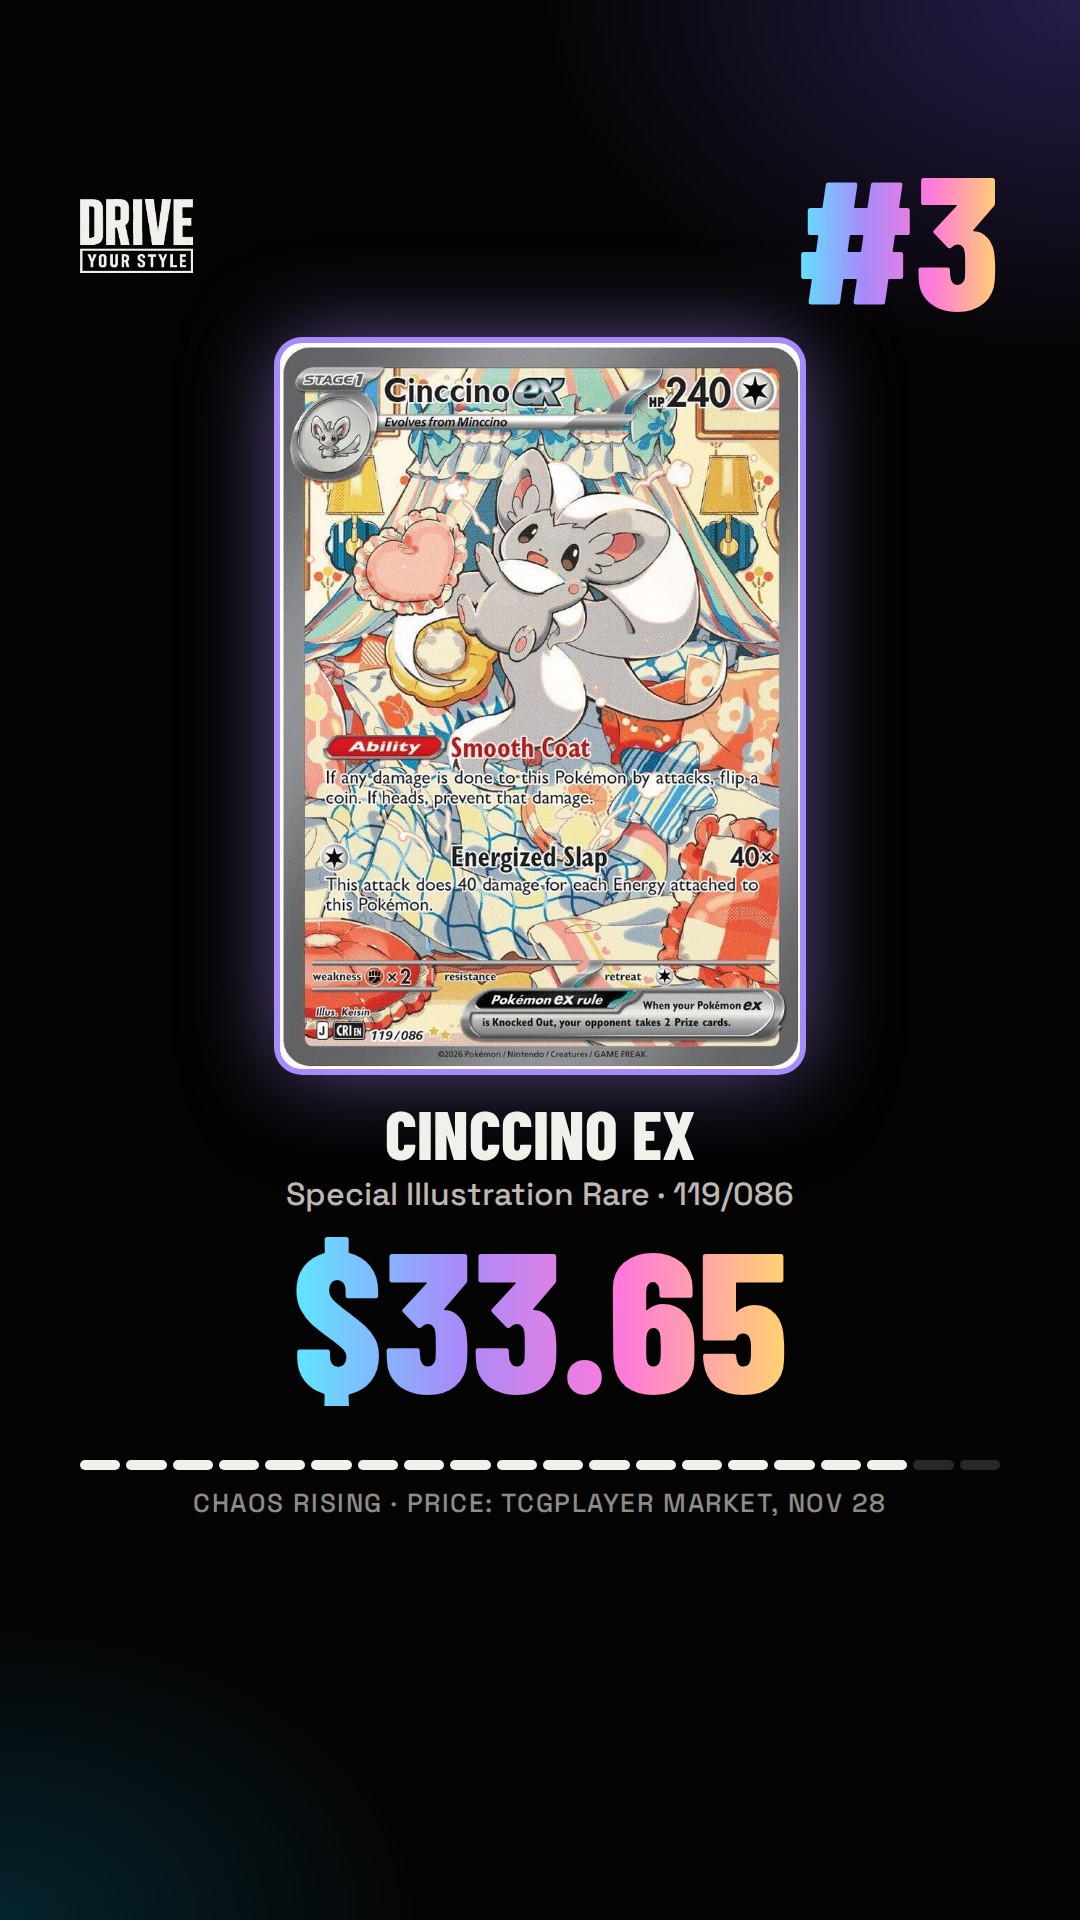 DRIVE
YOUR STYLE
#3
STAGE1
Cinccino ex
HP240
Evolves from Minccino
Ability Smooth Coat
If any damage is done to this Pokémon by attacks, flip a
coin. If heads, prevent that damage.
Energized Slap 40×
This attack does 40 damage for each Energy attached to
this Pokémon.
weakness ×2 resistance retreat
Pokémon ex rule When your Pokémon ex
is Knocked Out, your opponent takes 2 Prize cards.
Illus. Keisin
J CRI EN 119/086
©2026 Pokémon / Nintendo / Creatures / GAME FREAK
CINCCINO EX
Special Illustration Rare · 119/086
$33.65
CHAOS RISING · PRICE: TCGPLAYER MARKET, NOV 28